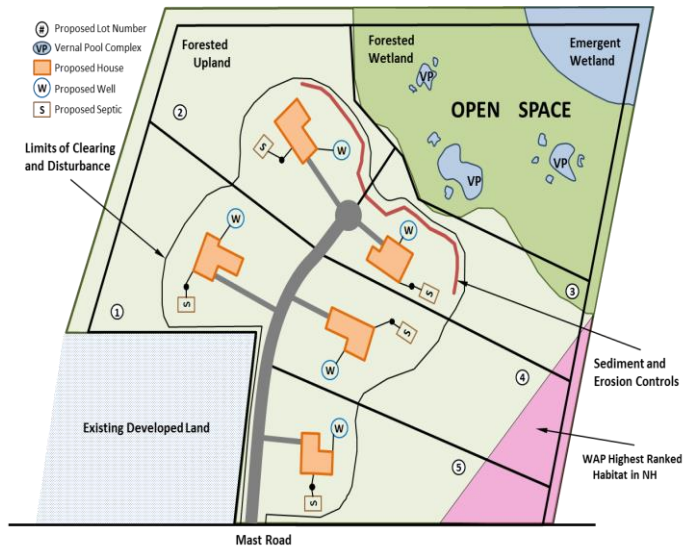 # Proposed Lot Number
VP Vernal Pool Complex
Proposed House
W Proposed Well
S Proposed Septic
Forested
Upland
Forested
Wetland
Emergent
Wetland
OPEN SPACE
VP
VP
VP
2
Limits of Clearing
and Disturbance
S
W
W
W
S
S
1
3
S
W
4
Sediment and
Erosion Controls
Existing Developed Land
W
5
WAP Highest Ranked
Habitat in NH
S
Mast Road